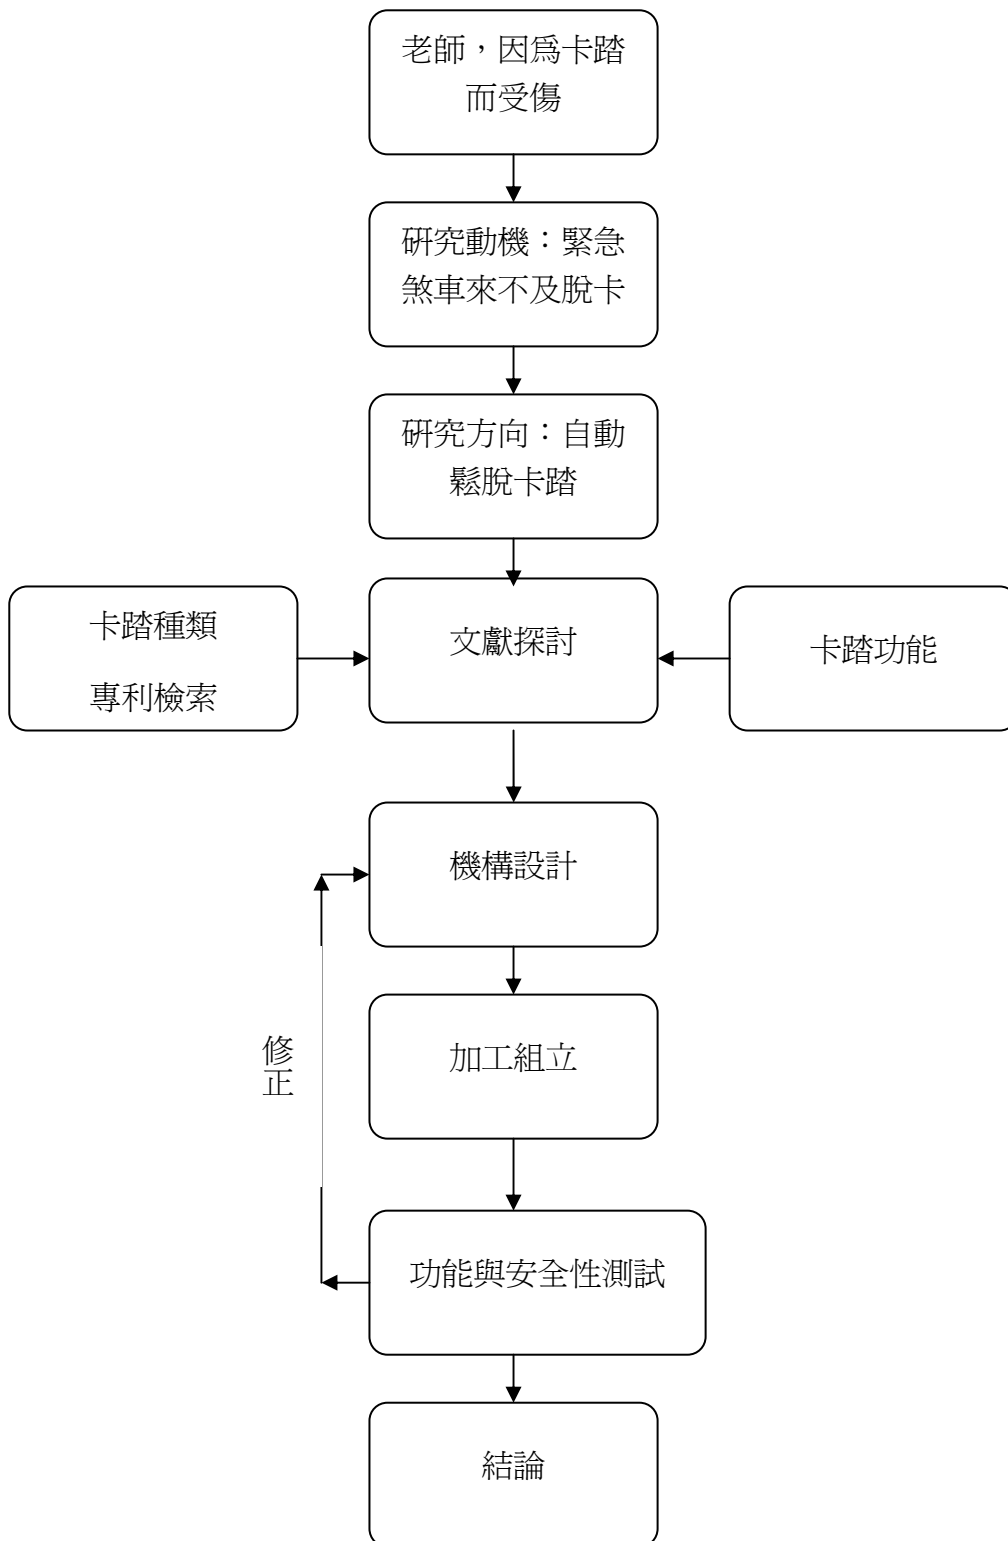 老師，因為卡踏
而受傷
研究動機：緊急
煞車來不及脫卡
研究方向：自動
鬆脫卡踏
卡踏種類
專利檢索
文獻探討
卡踏功能
機構設計
加工組立
修
正
功能與安全性測試
結論